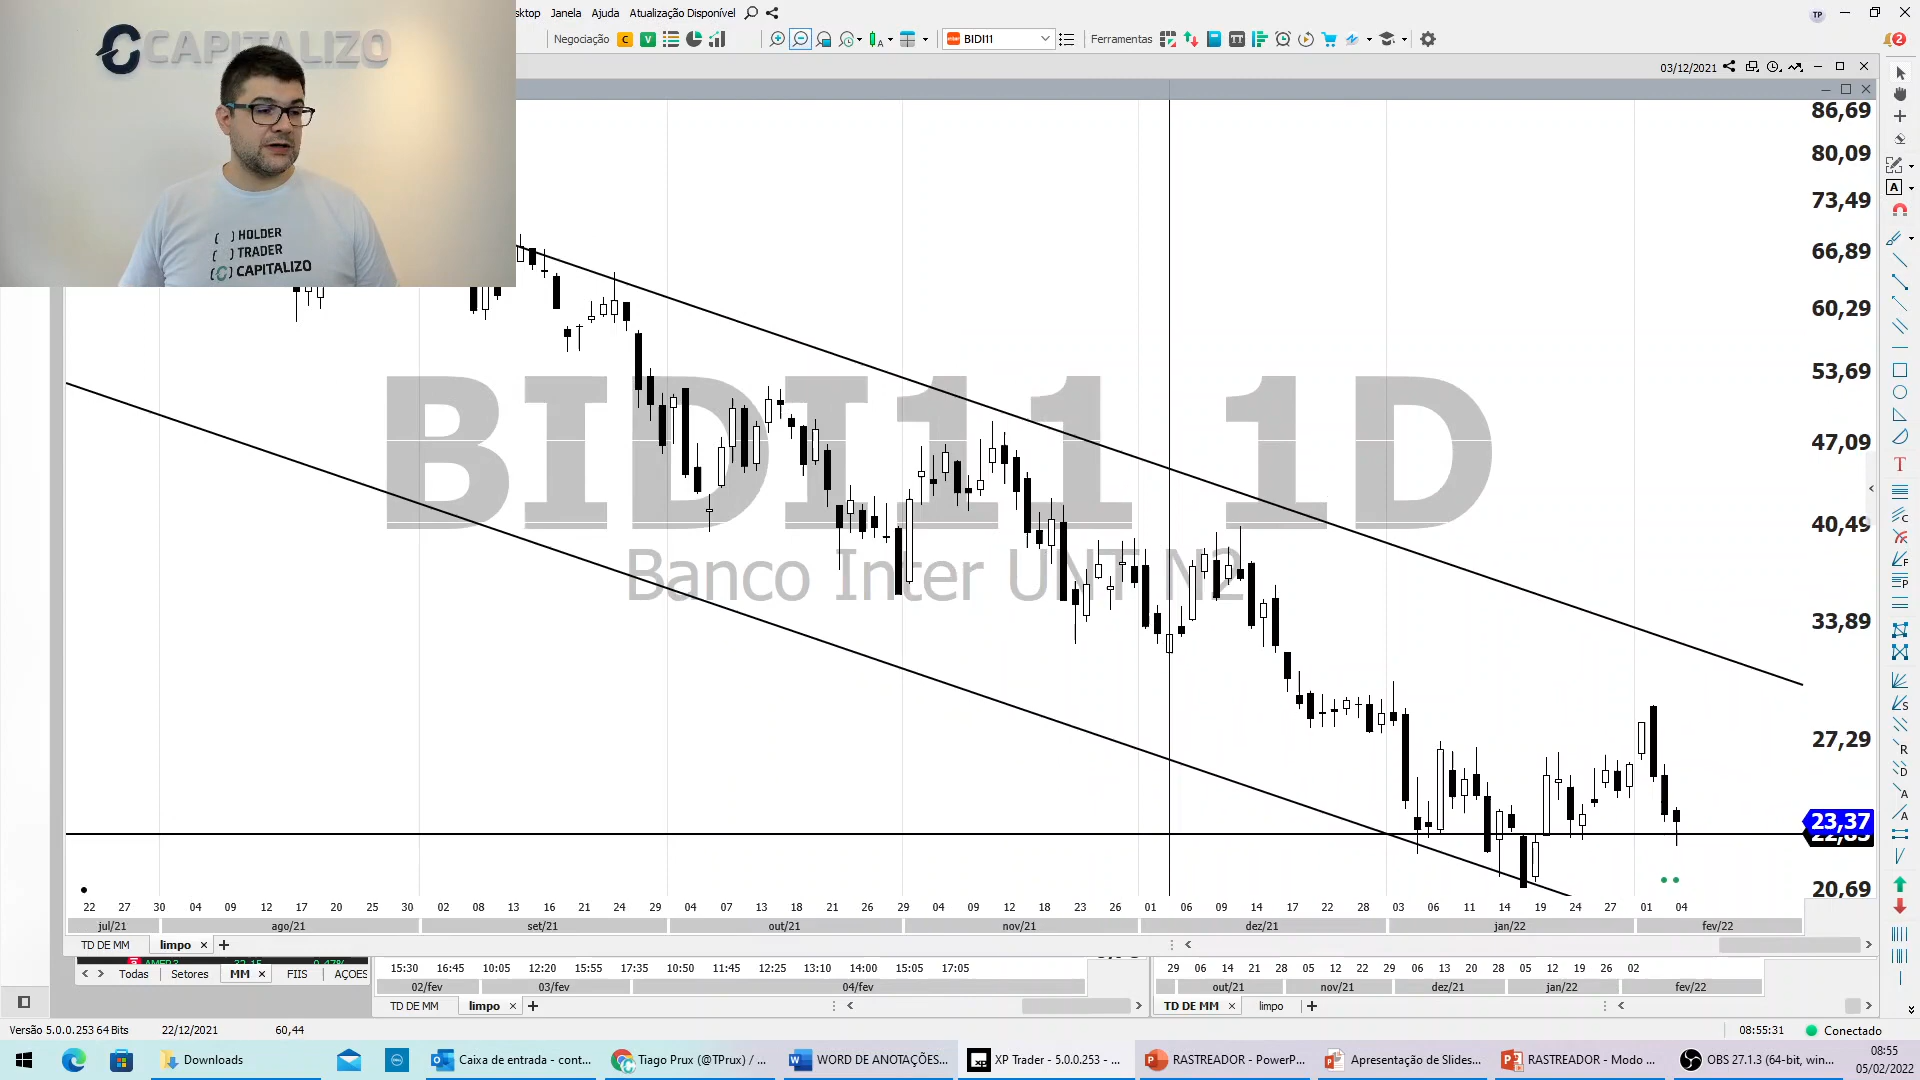 CAPITALIZO
( ) HOLDER
( ) TRADER
( ) CAPITALIZO
Janela Ajuda Atualização Disponível
TP
Negociação C V BIDI11 Ferramentas
2
03/12/2021
BIDI11 1D
Banco Inter UNT N2
86,69
80,09
73,49
66,89
60,29
53,69
47,09
40,49
33,89
27,29
23,37
20,69
22 27 30 04 09 12 17 20 25 30 02 08 13 16 21 24 29 04 07 13 18 21 26 29 04 09 12 18 23 26 01 06 09 14 17 22 28 03 06 11 14 19 24 27 01 04
jul/21 ago/21 set/21 out/21 nov/21 dez/21 jan/22 fev/22
TD DE MM limpo
Todas Setores MM FIIS AÇOES
15:30 16:45 10:05 12:20 15:55 17:35 10:50 11:45 12:25 13:10 14:00 15:05 17:05
02/fev 03/fev 04/fev
TD DE MM limpo
29 06 14 21 28 05 12 22 29 06 13 20 28 05 12 19 26 02
out/21 nov/21 dez/21 jan/22 fev/22
TD DE MM limpo
Versão 5.0.0.253 64 Bits 22/12/2021 60,44 08:55:31 Conectado
Downloads Caixa de entrada - cont... Tiago Prux (@TPrux) / ... WORD DE ANOTAÇÕES... XP Trader - 5.0.0.253 - ... RASTREADOR - PowerP... Apresentação de Slides... RASTREADOR - Modo ... OBS 27.1.3 (64-bit, win...
08:55
05/02/2022